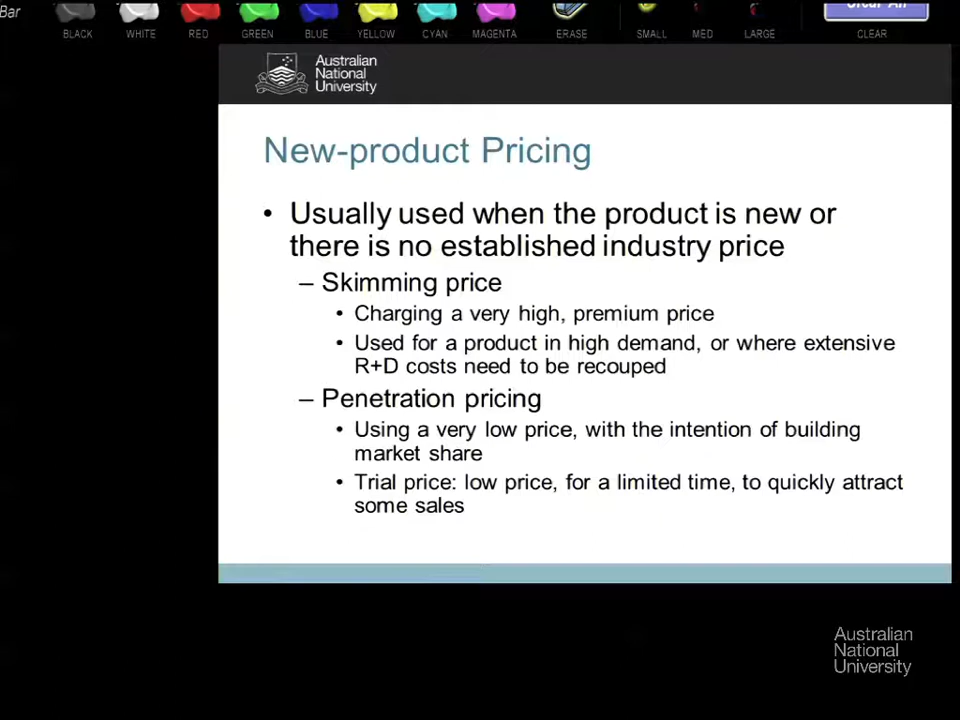 Bar
BLACK WHITE RED GREEN BLUE YELLOW CYAN MAGENTA ERASE SMALL MED LARGE CLEAR
Australian
National
University
New-product Pricing
• Usually used when the product is new or
there is no established industry price
– Skimming price
• Charging a very high, premium price
• Used for a product in high demand, or where extensive
R+D costs need to be recouped
– Penetration pricing
• Using a very low price, with the intention of building
market share
• Trial price: low price, for a limited time, to quickly attract
some sales
Australian
National
University